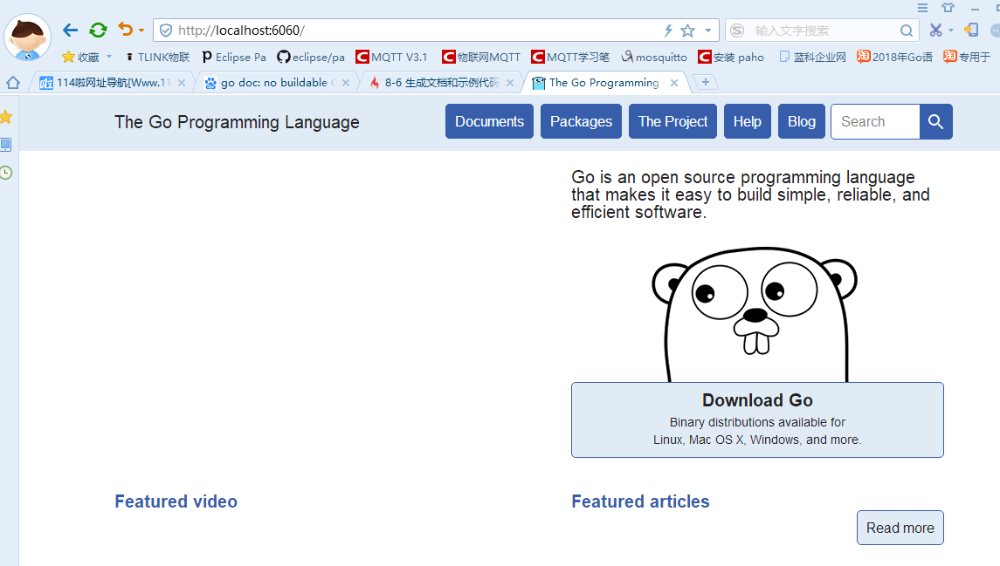 http://localhost:6060/
输入文字搜索
收藏 TLINK物联 Eclipse Pa eclipse/pa MQTT V3.1 物联网MQTT MQTT学习笔 mosquitto 安装 paho 蓝科企业网 2018年Go语 专用于
114啦网址导航[Www.11 go doc: no buildable 8-6 生成文档和示例代码 The Go Programming
The Go Programming Language
Documents Packages The Project Help Blog Search
Go is an open source programming language
that makes it easy to build simple, reliable, and
efficient software.
Download Go
Binary distributions available for
Linux, Mac OS X, Windows, and more.
Featured video
Featured articles
Read more